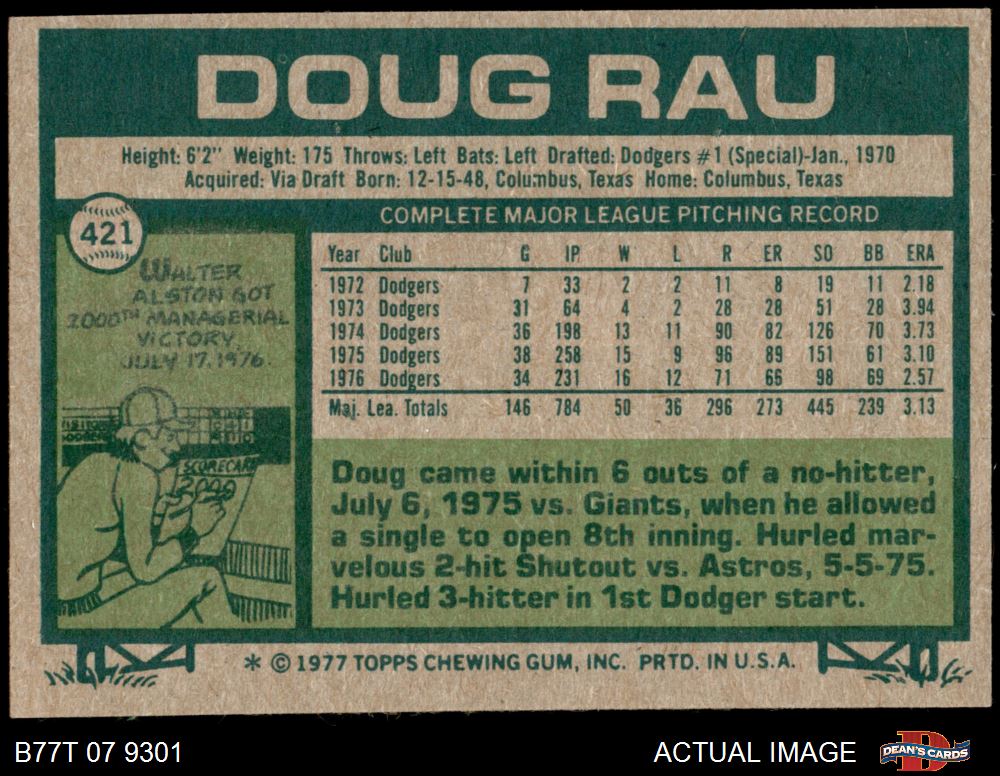 DOUG RAU
Height: 6'2" Weight: 175 Throws: Left Bats: Left Drafted: Dodgers #1 (Special)-Jan., 1970
Acquired: Via Draft Born: 12-15-48, Columbus, Texas Home: Columbus, Texas
421
WALTER
ALSTON GOT
2000TH MANAGERIAL
VICTORY,
JULY 17, 1976.
VISITORS
DODGERS
SCORECARD
2000
COMPLETE MAJOR LEAGUE PITCHING RECORD
Year Club G IP W L R ER SO BB ERA
1972 Dodgers 7 33 2 2 11 8 19 11 2.18
1973 Dodgers 31 64 4 2 28 28 51 28 3.94
1974 Dodgers 36 198 13 11 90 82 126 70 3.73
1975 Dodgers 38 258 15 9 96 89 151 61 3.10
1976 Dodgers 34 231 16 12 71 66 98 69 2.57
Maj. Lea. Totals 146 784 50 36 296 273 445 239 3.13
Doug came within 6 outs of a no-hitter,
July 6, 1975 vs. Giants, when he allowed
a single to open 8th inning. Hurled mar-
velous 2-hit Shutout vs. Astros, 5-5-75.
Hurled 3-hitter in 1st Dodger start.
* © 1977 TOPPS CHEWING GUM, INC. PRTD. IN U.S.A.
B77T 07 9301
ACTUAL IMAGE
DEAN'S CARDS